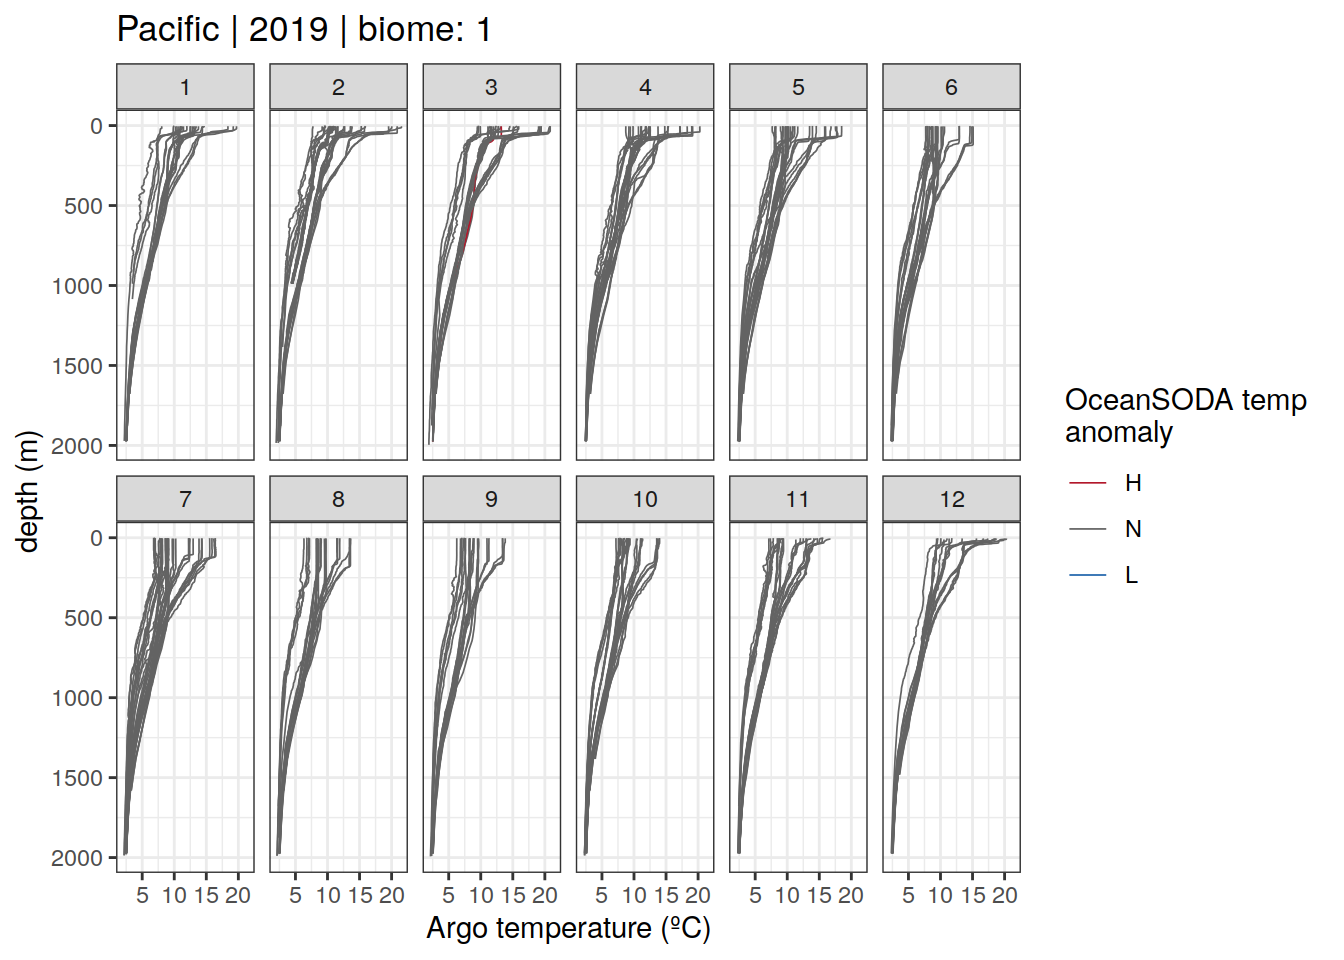 Pacific | 2019 | biome: 1
1 2 3 4 5 6
0
500
1000
1500
2000
7 8 9 10 11 12
0
500
1000
1500
2000
5 10 15 20 5 10 15 20 5 10 15 20 5 10 15 20 5 10 15 20 5 10 15 20
Argo temperature (ºC)
depth (m)
OceanSODA temp
anomaly
H
N
L